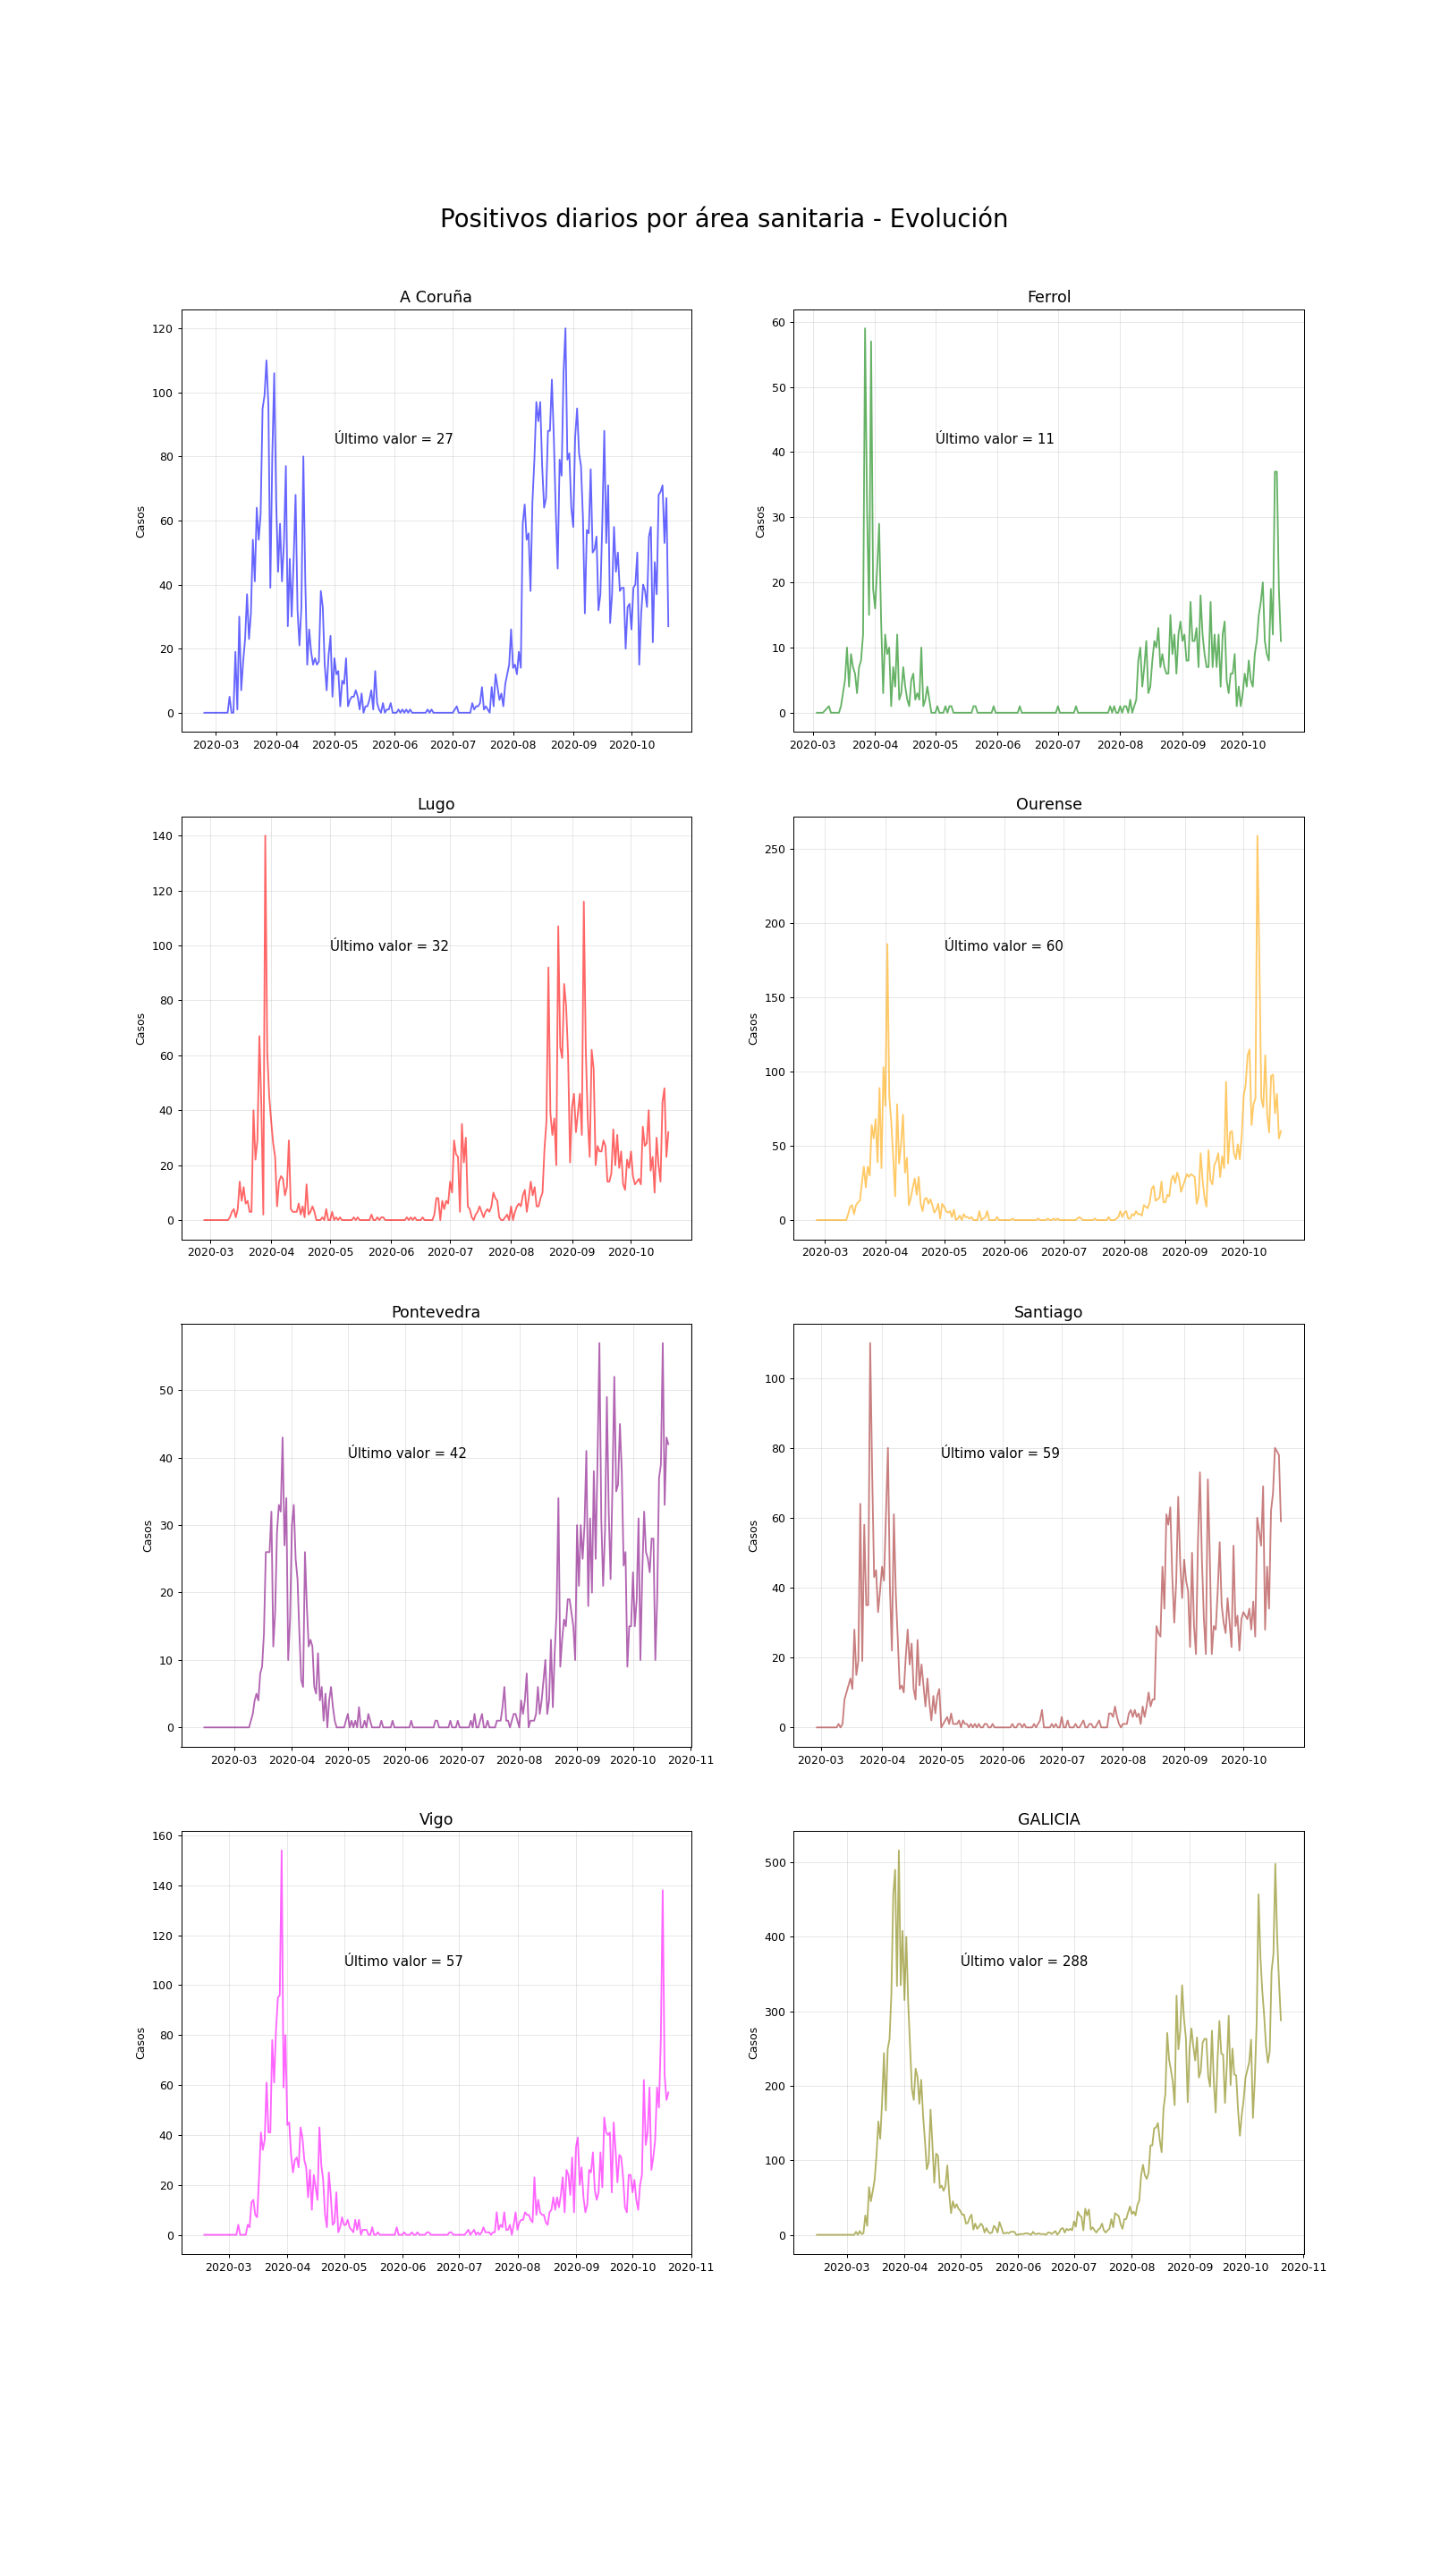 Positivos diarios por área sanitaria - Evolución
A Coruña
120
100
80
60
40
20
0
Casos
Último valor = 27
2020-03 2020-04 2020-05 2020-06 2020-07 2020-08 2020-09 2020-10
Ferrol
60
50
40
30
20
10
0
Casos
Último valor = 11
2020-03 2020-04 2020-05 2020-06 2020-07 2020-08 2020-09 2020-10
Lugo
140
120
100
80
60
40
20
0
Casos
Último valor = 32
2020-03 2020-04 2020-05 2020-06 2020-07 2020-08 2020-09 2020-10
Ourense
250
200
150
100
50
0
Casos
Último valor = 60
2020-03 2020-04 2020-05 2020-06 2020-07 2020-08 2020-09 2020-10
Pontevedra
50
40
30
20
10
0
Casos
Último valor = 42
2020-03 2020-04 2020-05 2020-06 2020-07 2020-08 2020-09 2020-10 2020-11
Santiago
100
80
60
40
20
0
Casos
Último valor = 59
2020-03 2020-04 2020-05 2020-06 2020-07 2020-08 2020-09 2020-10
Vigo
160
140
120
100
80
60
40
20
0
Casos
Último valor = 57
2020-03 2020-04 2020-05 2020-06 2020-07 2020-08 2020-09 2020-10 2020-11
GALICIA
500
400
300
200
100
0
Casos
Último valor = 288
2020-03 2020-04 2020-05 2020-06 2020-07 2020-08 2020-09 2020-10 2020-11